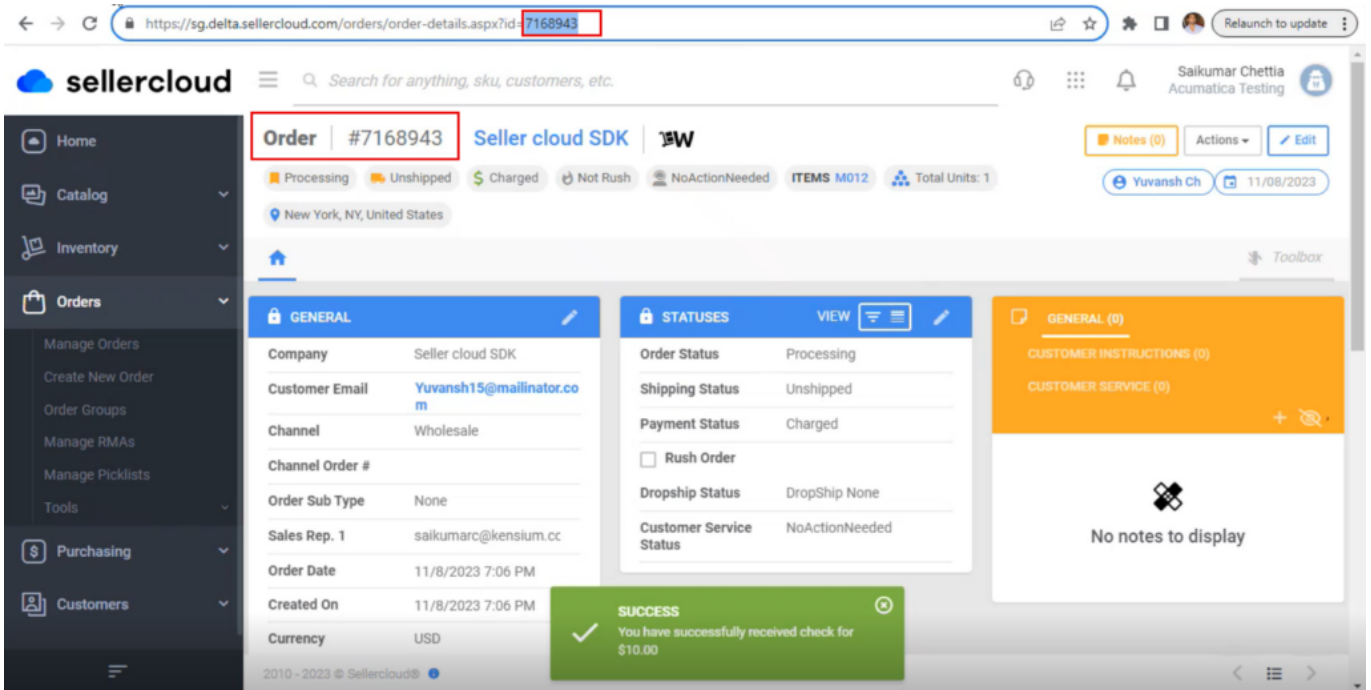 https://sg.delta.sellercloud.com/orders/order-details.aspx?id=7168943
Relaunch to update
sellercloud
Search for anything, sku, customers, etc.
Saikumar Chettia
Acumatica Testing
Home
Catalog
Inventory
Orders
Manage Orders
Create New Order
Order Groups
Manage RMAs
Manage Picklists
Tools
Purchasing
Customers
Order #7168943 Seller cloud SDK
Notes (0) Actions Edit
Processing Unshipped $ Charged Not Rush NoActionNeeded ITEMS M012 Total Units: 1
Yuvansh Ch 11/08/2023
New York, NY, United States
Toolbox
GENERAL
Company Seller cloud SDK
Customer Email Yuvansh15@mailinator.co
m
Channel Wholesale
Channel Order #
Order Sub Type None
Sales Rep. 1 saikumarc@kensium.cc
Order Date 11/8/2023 7:06 PM
Created On 11/8/2023 7:06 PM
Currency USD
STATUSES VIEW
Order Status Processing
Shipping Status Unshipped
Payment Status Charged
Rush Order
Dropship Status DropShip None
Customer Service NoActionNeeded
Status
GENERAL (0)
CUSTOMER INSTRUCTIONS (0)
CUSTOMER SERVICE (0)
No notes to display
SUCCESS
You have successfully received check for
$10.00
2010 - 2023 © Sellercloud®